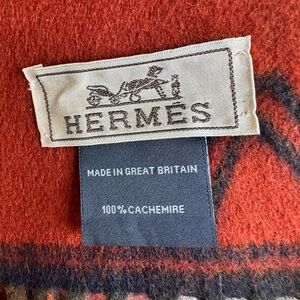 HERMÈS
MADE IN GREAT BRITAIN
100% CACHEMIRE